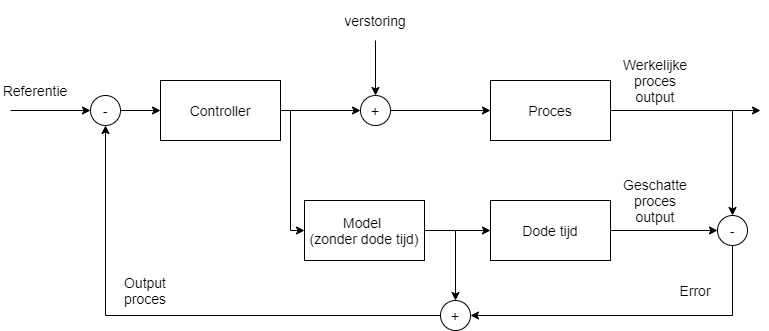 verstoring
Werkelijke
proces
output
Referentie
-
Controller
+
Proces
Geschatte
proces
output
Model
(zonder dode tijd)
Dode tijd
-
Output
proces
Error
+